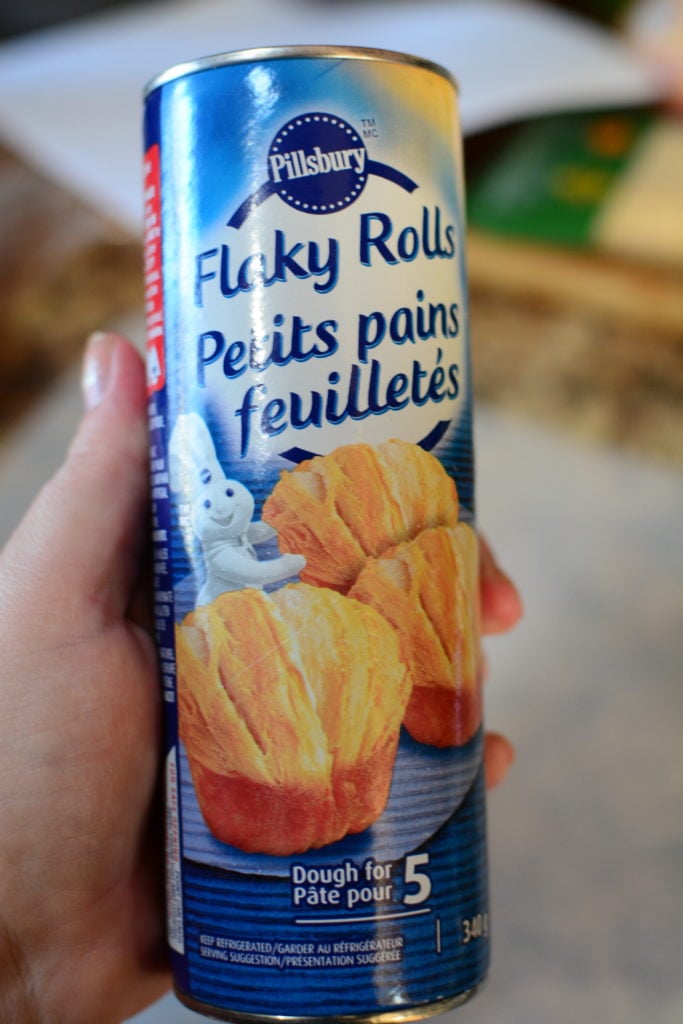 Pillsbury
TM
MC
Flaky Rolls
Petits pains
feuilletés
Dough for
Pâte pour
5
KEEP REFRIGERATED/GARDER AU RÉFRIGÉRATEUR
SERVING SUGGESTION/PRÉSENTATION SUGGÉRÉE
340 g